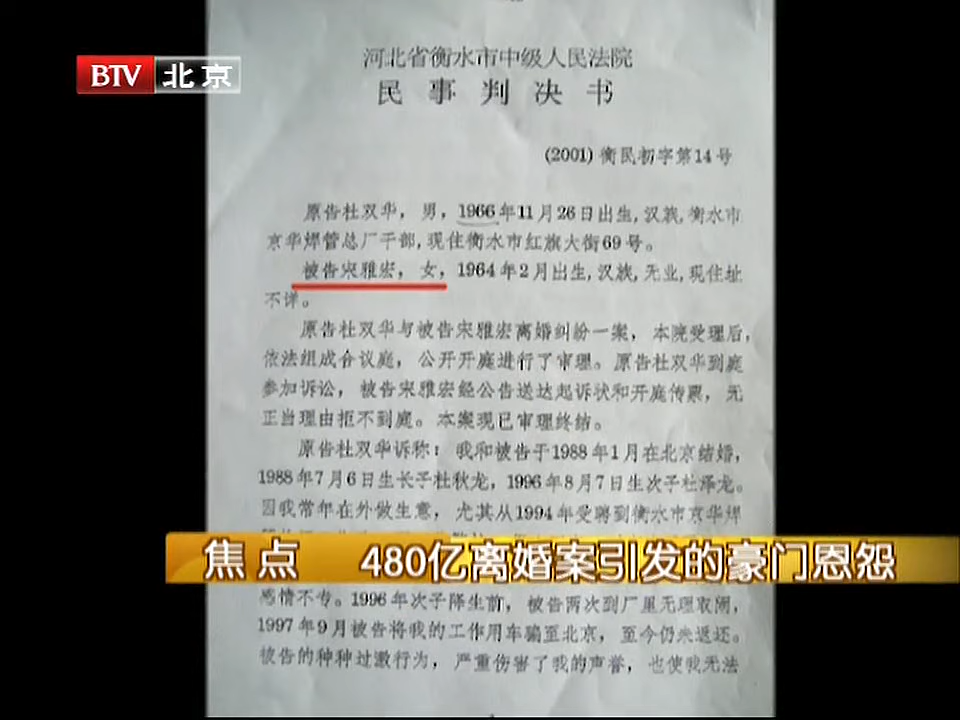 BTV 北京
河北省衡水市中级人民法院
民事判决书
(2001) 衡民初字第14号
原告杜双华，男，1966年11月26日出生，汉族，衡水市
京华焊管总厂干部，现住衡水市红旗大街69号。
被告宋雅宏，女，1964年2月出生，汉族，无业，现住址
不详。
原告杜双华与被告宋雅宏离婚纠纷一案，本院受理后，
依法组成合议庭，公开开庭进行了审理。原告杜双华到庭
参加诉讼，被告宋雅宏经公告送达起诉状和开庭传票，无
正当理由拒不到庭。本案现已审理终结。
原告杜双华诉称：我和被告于1988年1月在北京结婚，
1988年7月6日生长子杜秋龙，1996年8月7日生次子杜泽龙。
因我常年在外做生意，尤其从1994年受聘到衡水市京华焊
焦点 480亿离婚案引发的豪门恩怨
感情不专。1996年次子降生前，被告两次到厂里无理取闹，
1997年9月被告将我的工作用车骗至北京，至今仍未返还。
被告的种种过激行为，严重伤害了我的声誉，也使我无法